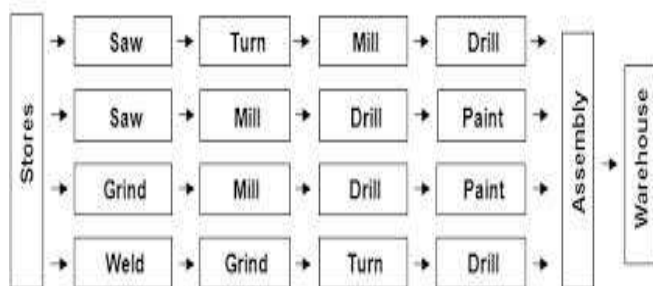 Stores
Saw Turn Mill Drill
Saw Mill Drill Paint
Grind Mill Drill Paint
Weld Grind Turn Drill
Assembly
Warehouse